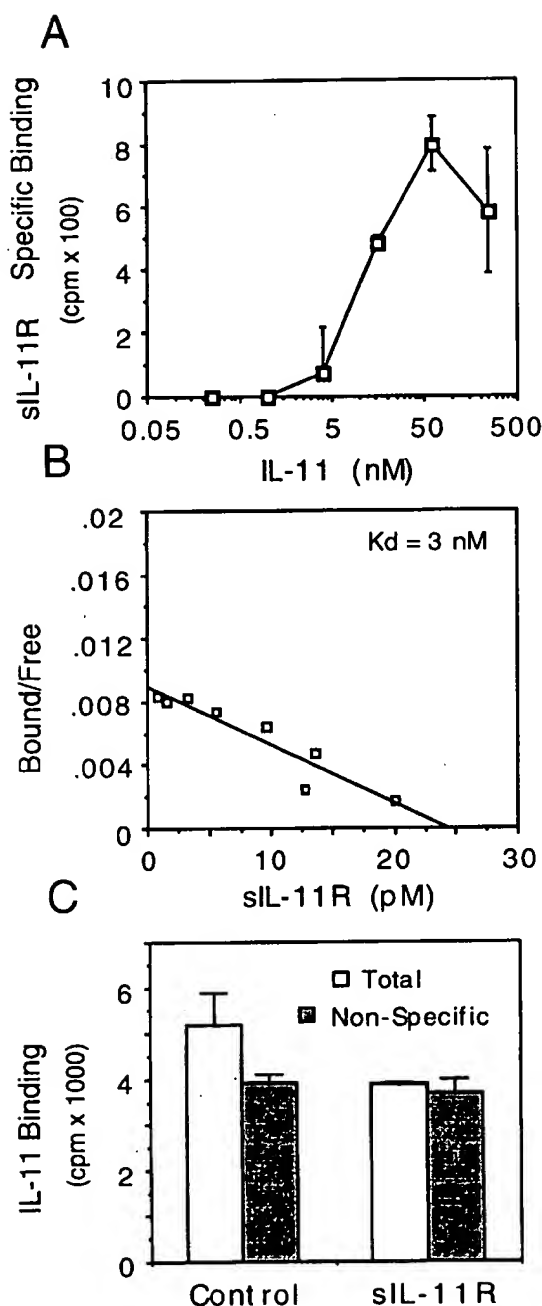 A
sIL-11R Specific Binding
(cpm x 100)
10
8
6
4
2
0
0.05 0.5 5 50 500
IL-11 (nM)
B
Kd = 3 nM
Bound/Free
.02
.016
.012
.008
.004
0
0 10 20 30
sIL-11R (pM)
C
Total
Non-Specific
IL-11 Binding
(cpm x 1000)
6
4
2
0
Control sIL-11R